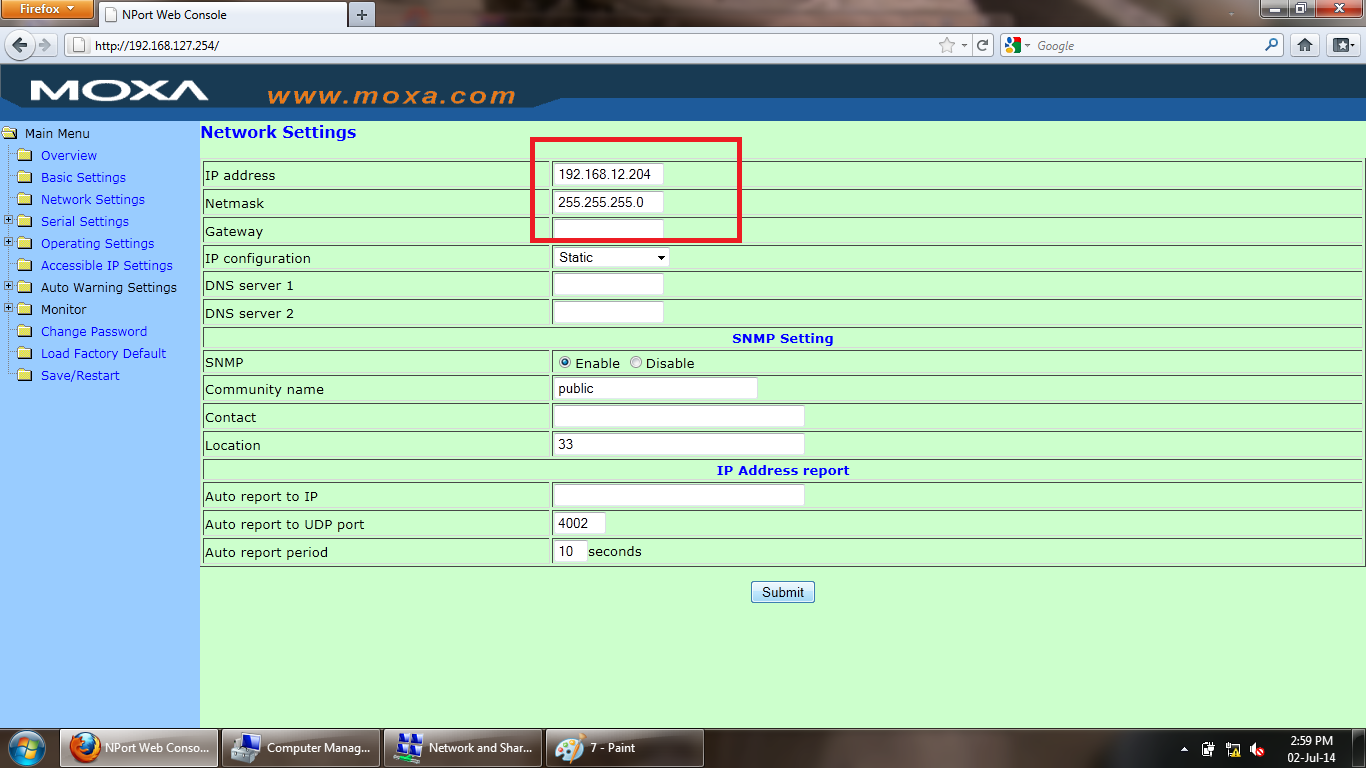 Firefox
NPort Web Console
http://192.168.127.254/
Google
MOXA
www.moxa.com
Main Menu
Overview
Basic Settings
Network Settings
Serial Settings
Operating Settings
Accessible IP Settings
Auto Warning Settings
Monitor
Change Password
Load Factory Default
Save/Restart
Network Settings
IP address 192.168.12.204
Netmask 255.255.255.0
Gateway
IP configuration Static
DNS server 1
DNS server 2
SNMP Setting
SNMP Enable Disable
Community name public
Contact
Location 33
IP Address report
Auto report to IP
Auto report to UDP port 4002
Auto report period 10 seconds
Submit
NPort Web Conso...
Computer Manag...
Network and Shar...
7 - Paint
2:59 PM
02-Jul-14